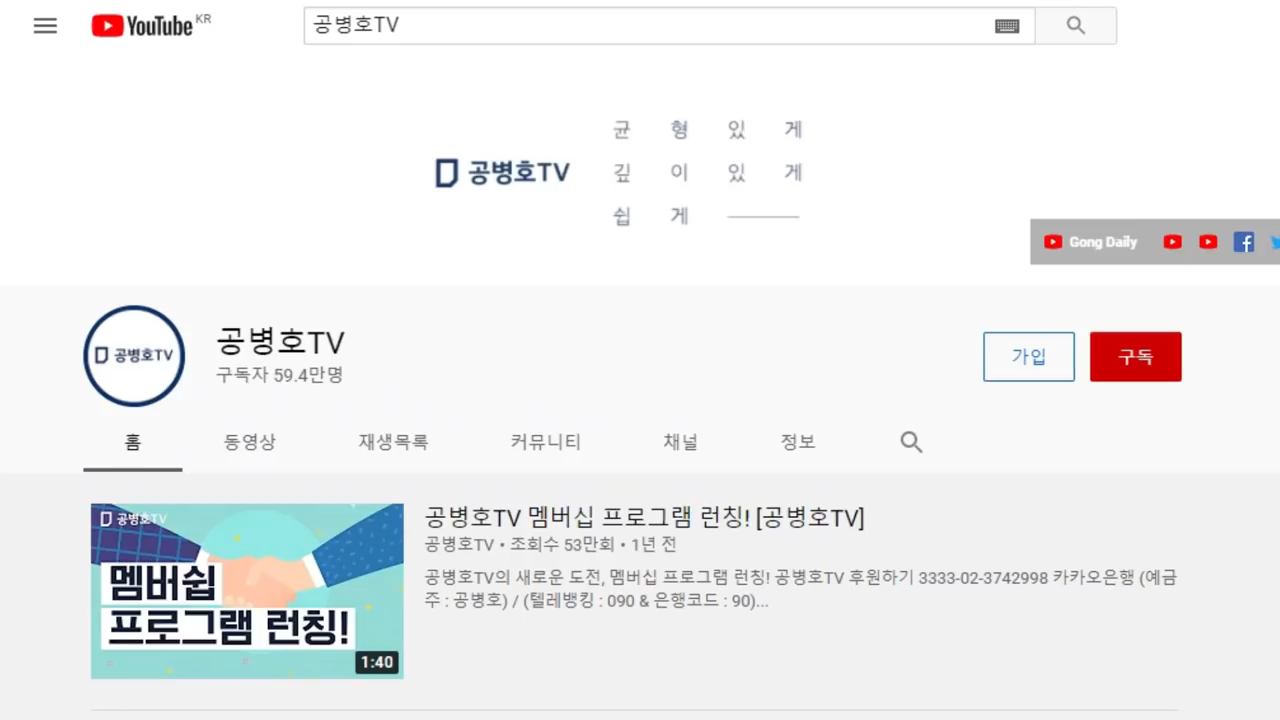 YouTube KR
공병호TV
균 형 있 게
공병호TV
깊 이 있 게
쉽 게
Gong Daily
공병호TV
공병호TV
구독자 59.4만명
가입
구독
홈
동영상
재생목록
커뮤니티
채널
정보
공병호TV
멤버쉽
프로그램 런칭!
1:40
공병호TV 멤버십 프로그램 런칭! [공병호TV]
공병호TV • 조회수 53만회 • 1년 전
공병호TV의 새로운 도전, 멤버십 프로그램 런칭! 공병호TV 후원하기 3333-02-3742998 카카오은행 (예금
주 : 공병호) / (텔레뱅킹 : 090 & 은행코드 : 90)...